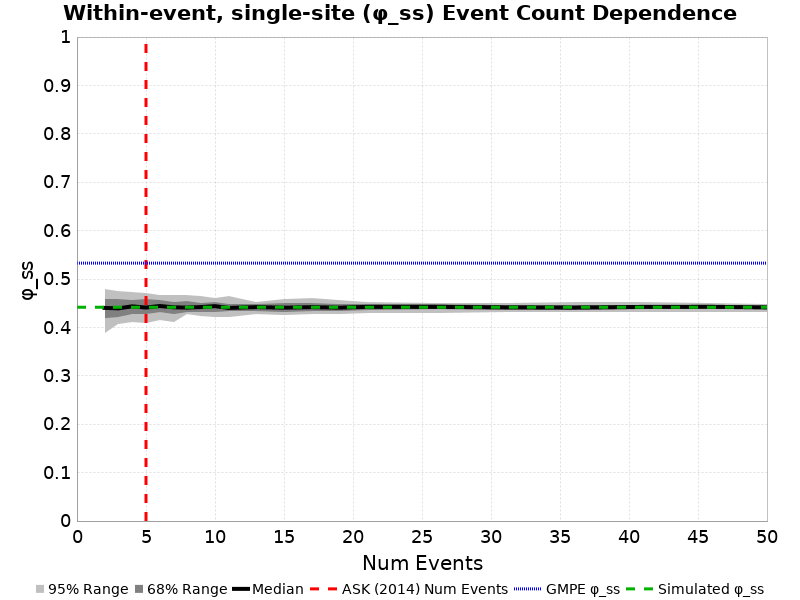 Within-event, single-site (φ_ss) Event Count Dependence
1
0.9
0.8
0.7
0.6
0.5
0.4
0.3
0.2
0.1
0
φ_ss
0 5 10 15 20 25 30 35 40 45 50
Num Events
95% Range 68% Range Median ASK (2014) Num Events GMPE φ_ss Simulated φ_ss